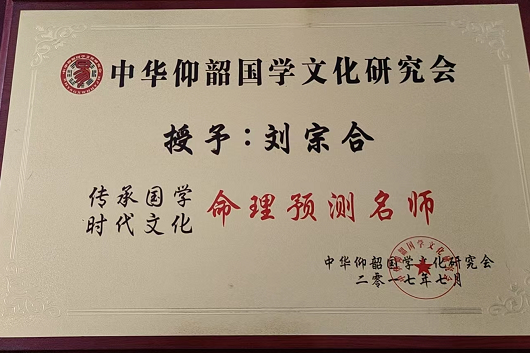 中华仰韶国学文化研究会
授予：刘宗合
传承国学
时代文化
命理预测名师
中华仰韶国学文化研究会
二零一七年七月